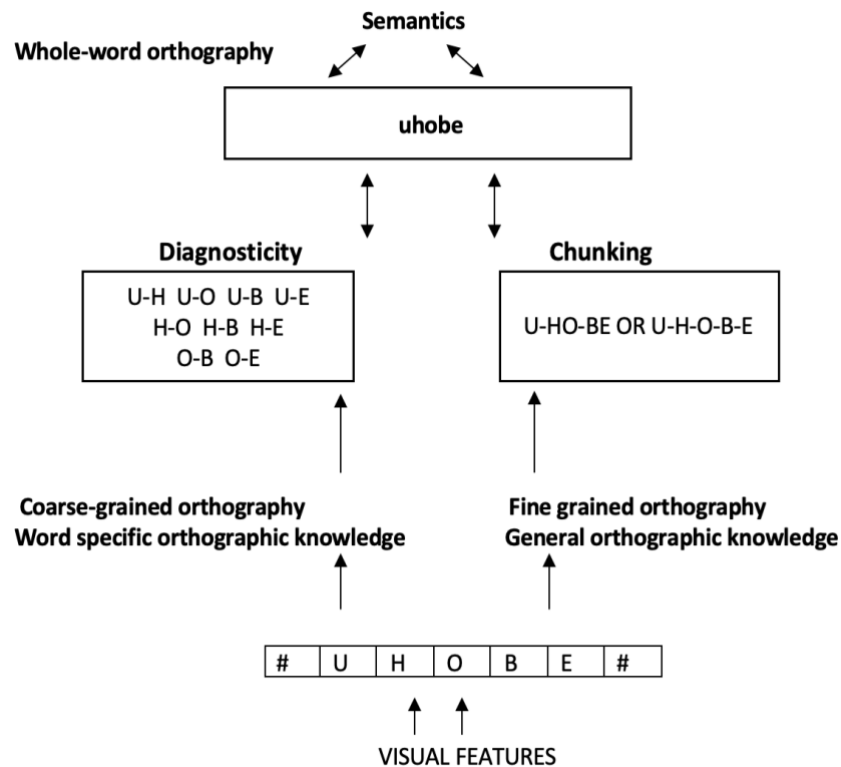 Semantics
Whole-word orthography
uhobe
Diagnosticity
Chunking
U-H U-O U-B U-E
H-O H-B H-E
O-B O-E
U-HO-BE OR U-H-O-B-E
Coarse-grained orthography
Word specific orthographic knowledge
Fine grained orthography
General orthographic knowledge
# U H O B E #
VISUAL FEATURES